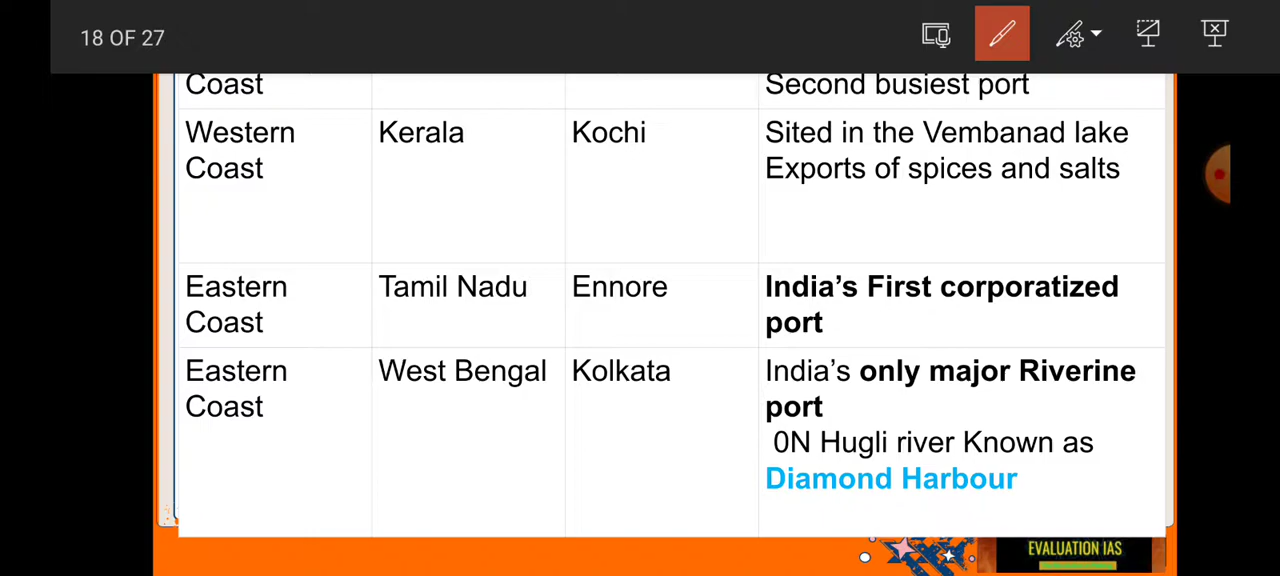 18 OF 27
Coast
Second busiest port
Western
Coast
Kerala
Kochi
Sited in the Vembanad lake
Exports of spices and salts
Eastern
Coast
Tamil Nadu
Ennore
India's First corporatized
port
Eastern
Coast
West Bengal
Kolkata
India's only major Riverine
port
0N Hugli river Known as
Diamond Harbour
EVALUATION IAS